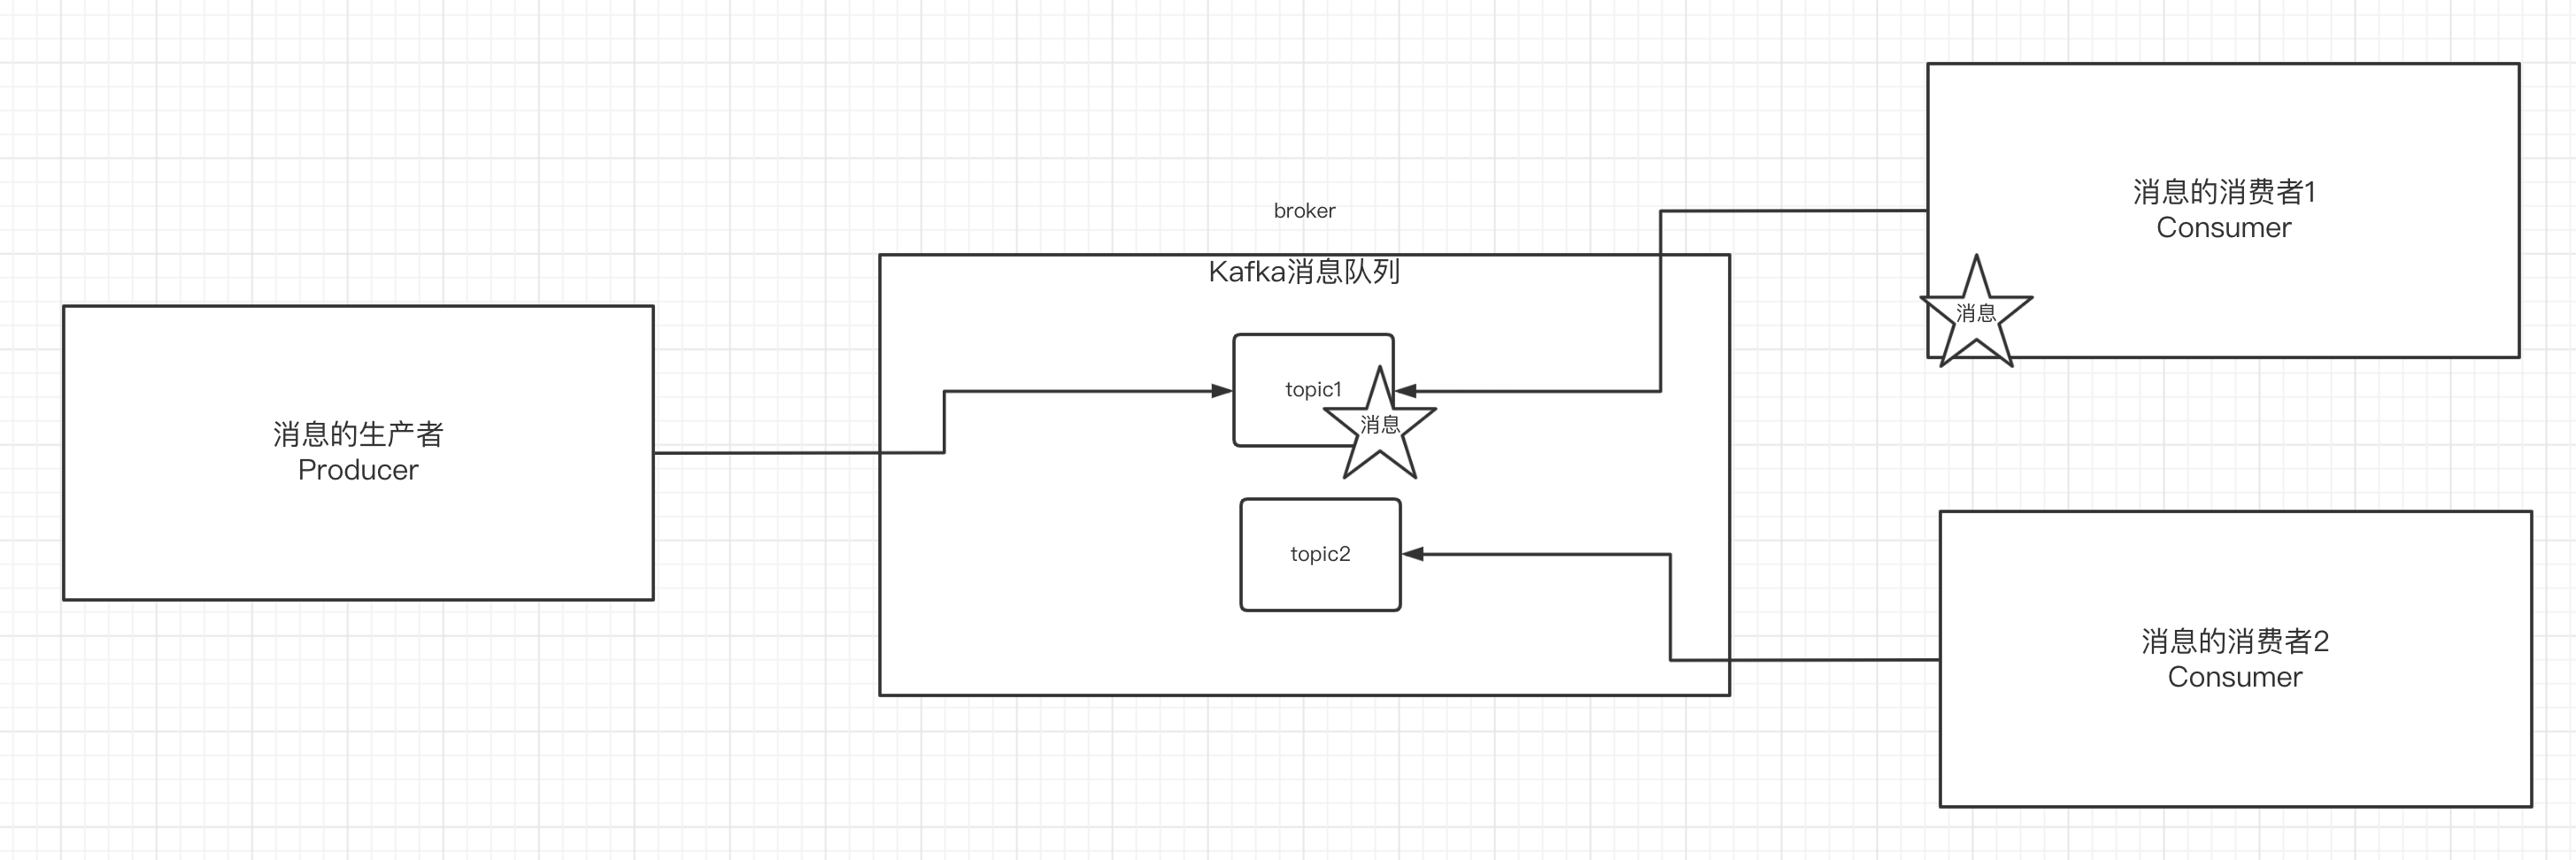 消息的生产者
Producer
broker
Kafka消息队列
topic1
消息
topic2
消息的消费者1
Consumer
消息
消息的消费者2
Consumer